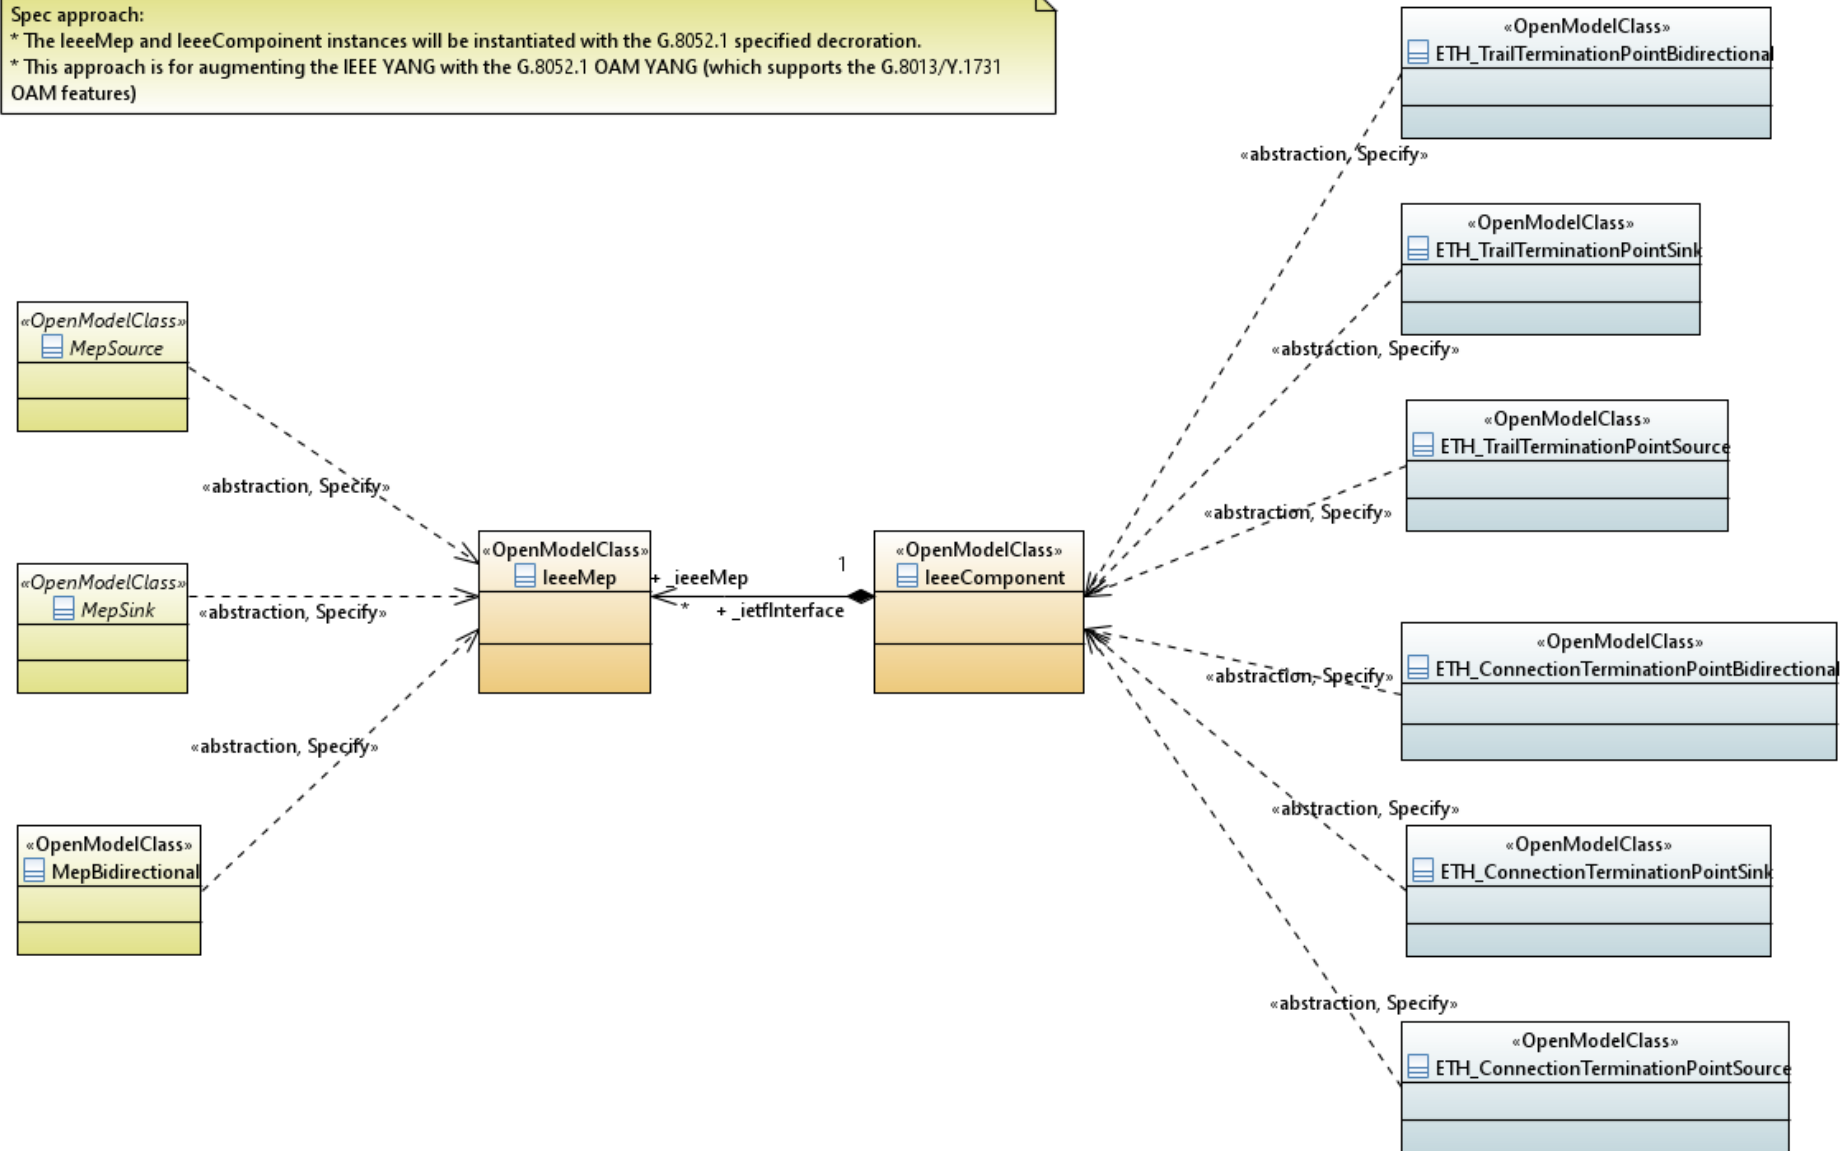 Spec approach:
* The IeeeMep and IeeeCompoinent instances will be instantiated with the G.8052.1 specified decroration.
* This approach is for augmenting the IEEE YANG with the G.8052.1 OAM YANG (which supports the G.8013/Y.1731
OAM features)
«OpenModelClass»
ETH_TrailTerminationPointBidirectional
«abstraction, Specify»
«OpenModelClass»
ETH_TrailTerminationPointSink
«abstraction, Specify»
«OpenModelClass»
MepSource
«abstraction, Specify»
«OpenModelClass»
ETH_TrailTerminationPointSource
«abstraction, Specify»
«OpenModelClass»
MepSink
«abstraction, Specify»
«OpenModelClass»
IeeeMep
+ _ieeeMep
*
1
+ _ietfInterface
«OpenModelClass»
IeeeComponent
«OpenModelClass»
ETH_ConnectionTerminationPointBidirectional
«abstraction, Specify»
«abstraction, Specify»
«OpenModelClass»
MepBidirectional
«abstraction, Specify»
«OpenModelClass»
ETH_ConnectionTerminationPointSink
«abstraction, Specify»
«OpenModelClass»
ETH_ConnectionTerminationPointSource